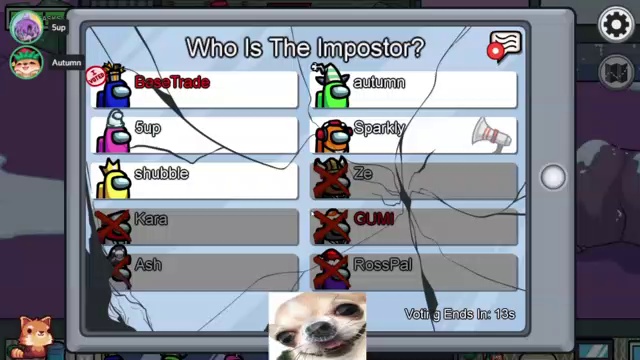 5up
Autumn
Who Is The Impostor?
I VOTED
BaseTrade
autumn
5up
Sparkly
shubble
Ze
Kara
GUMI
Ash
RossPal
Voting Ends In: 13s